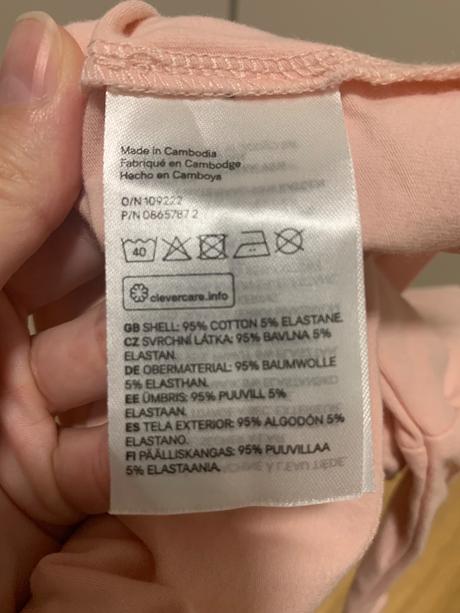 Made in Cambodia
Fabriqué en Cambodge
Hecho en Camboya
O/N 109222
P/N 0865787 2
40
clevercare.info
GB SHELL: 95% COTTON 5% ELASTANE.
CZ SVRCHNÍ LÁTKA: 95% BAVLNA 5%
ELASTAN.
DE OBERMATERIAL: 95% BAUMWOLLE
5% ELASTHAN.
EE ÜMBRIS: 95% PUUVILL 5%
ELASTAAN.
ES TELA EXTERIOR: 95% ALGODÓN 5%
ELASTANO.
FI PÄÄLLISKANGAS: 95% PUUVILLAA
5% ELASTAANIA.